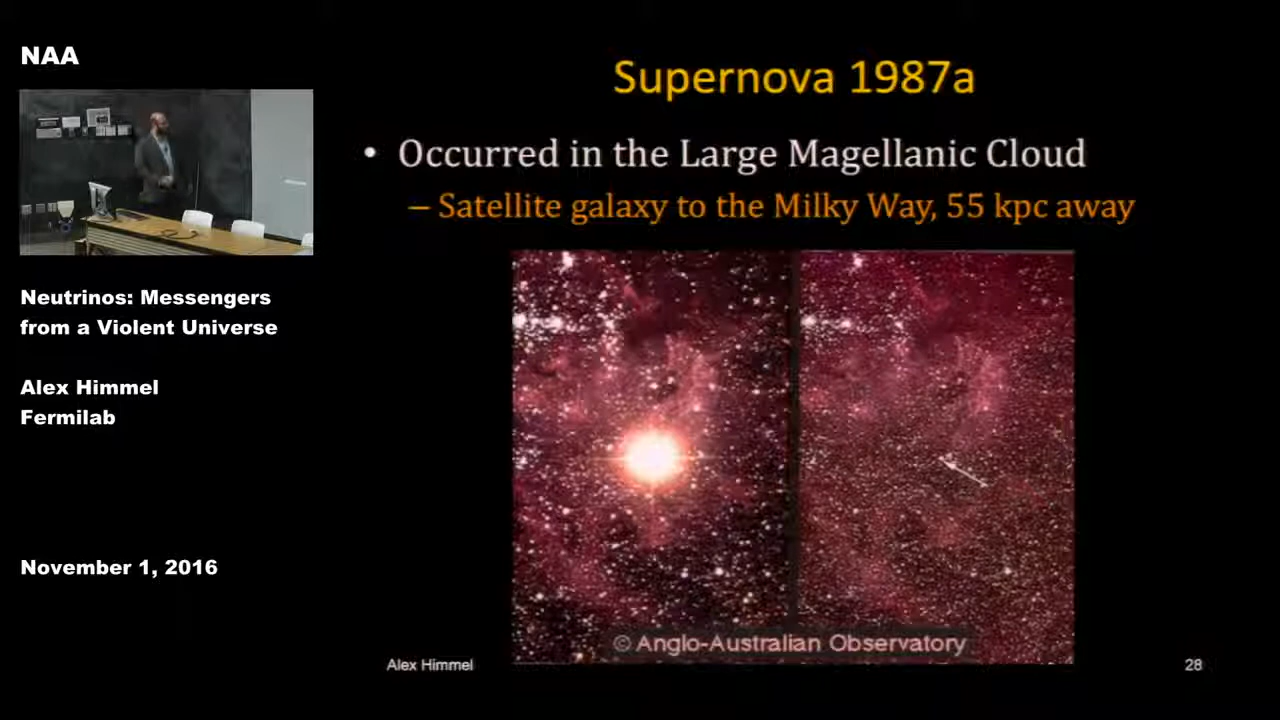 NAA
Neutrinos: Messengers
from a Violent Universe
Alex Himmel
Fermilab
November 1, 2016
Supernova 1987a
• Occurred in the Large Magellanic Cloud
– Satellite galaxy to the Milky Way, 55 kpc away
© Anglo-Australian Observatory
Alex Himmel
28